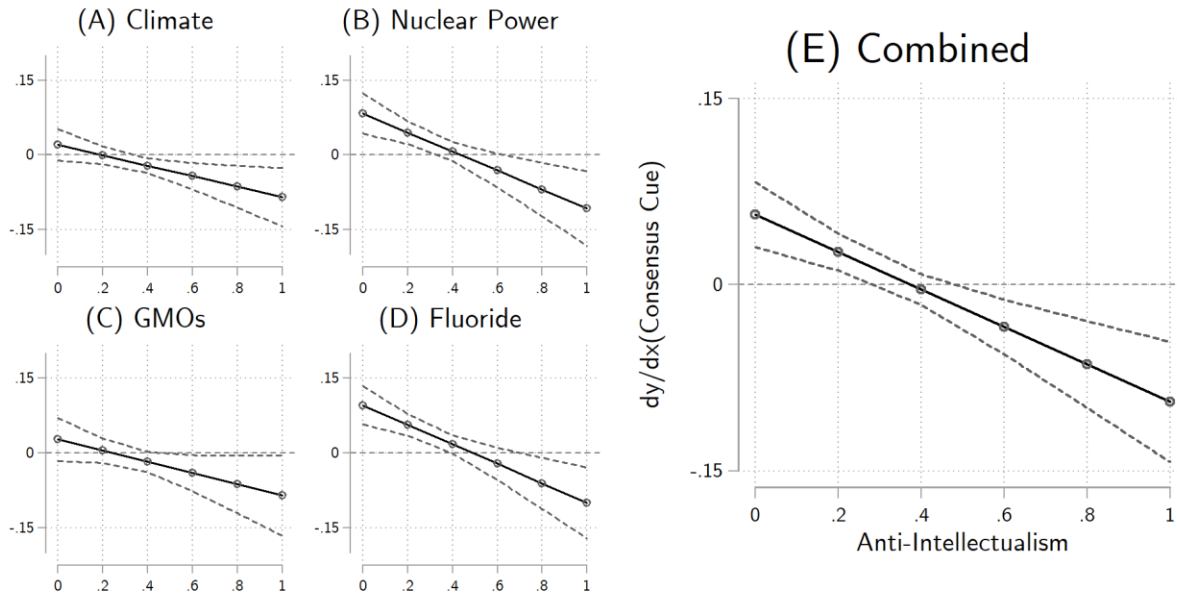 (A) Climate
.15
0
-.15
0 .2 .4 .6 .8 1
(B) Nuclear Power
.15
0
-.15
0 .2 .4 .6 .8 1
(C) GMOs
.15
0
-.15
0 .2 .4 .6 .8 1
(D) Fluoride
.15
0
-.15
0 .2 .4 .6 .8 1
(E) Combined
dy/dx(Consensus Cue)
.15
0
-.15
0 .2 .4 .6 .8 1
Anti-Intellectualism